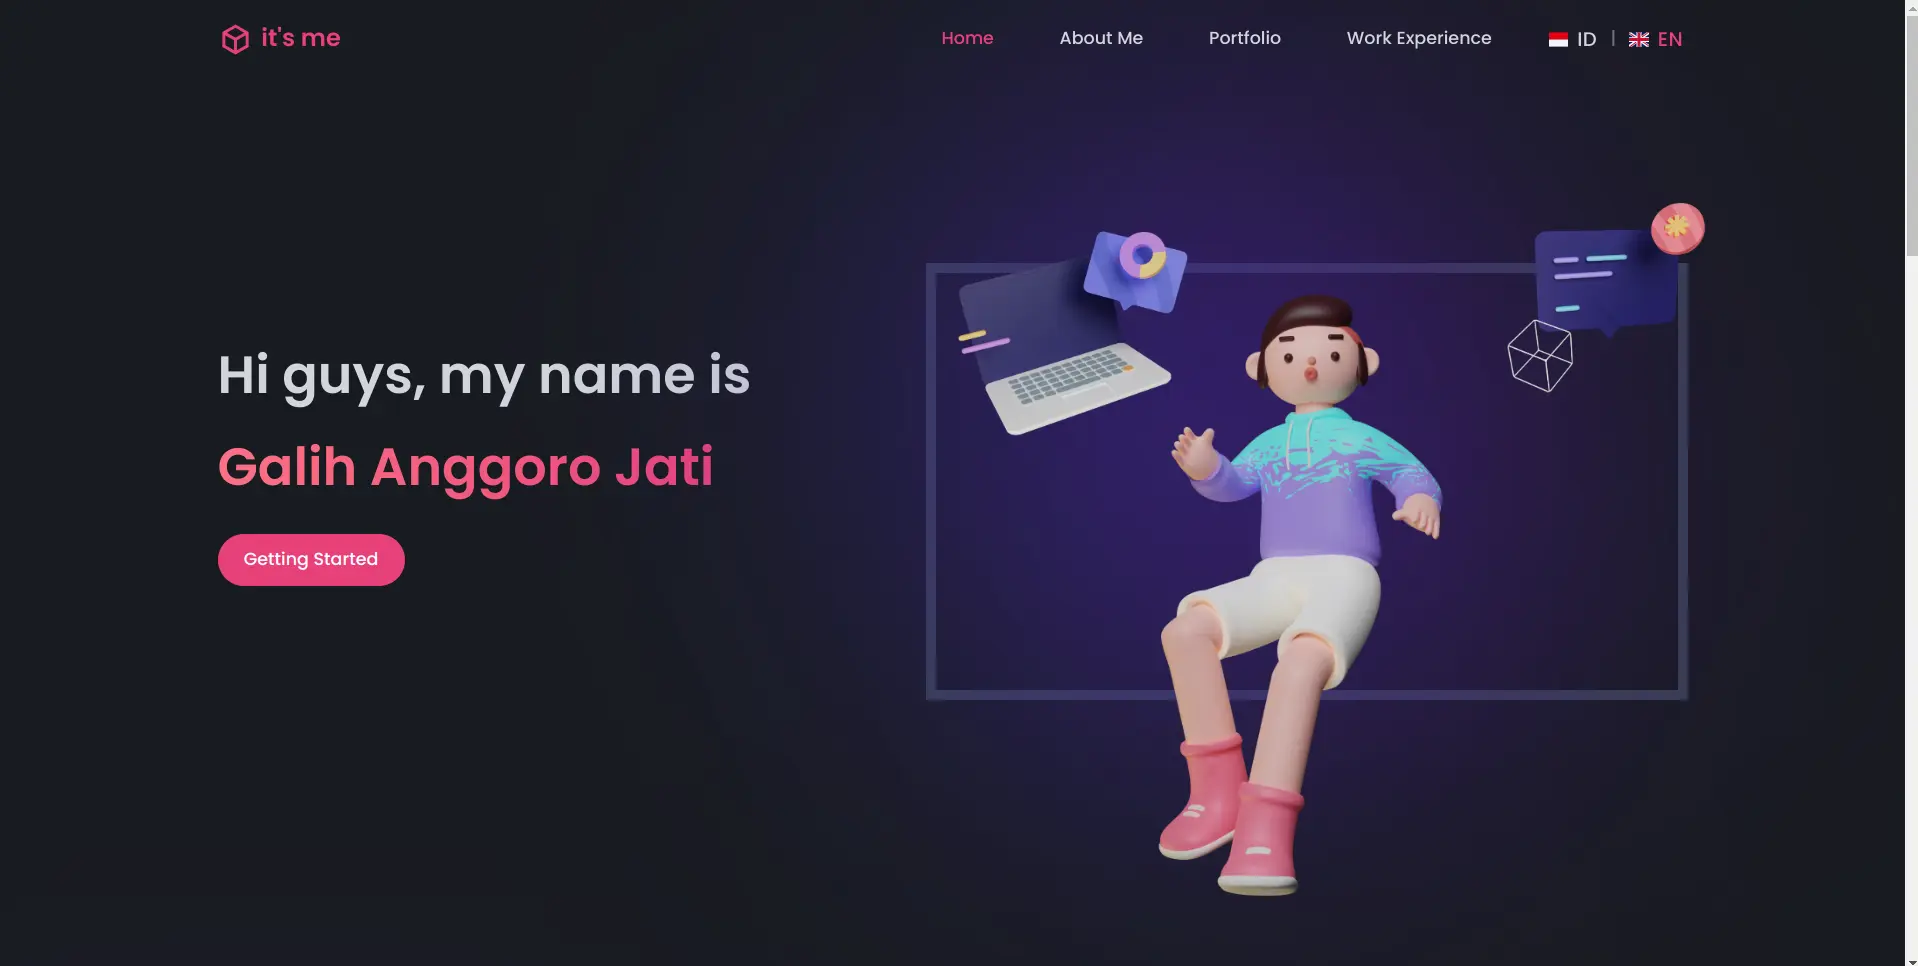 it's me
Home
About Me
Portfolio
Work Experience
ID | EN
Hi guys, my name is
Galih Anggoro Jati
Getting Started